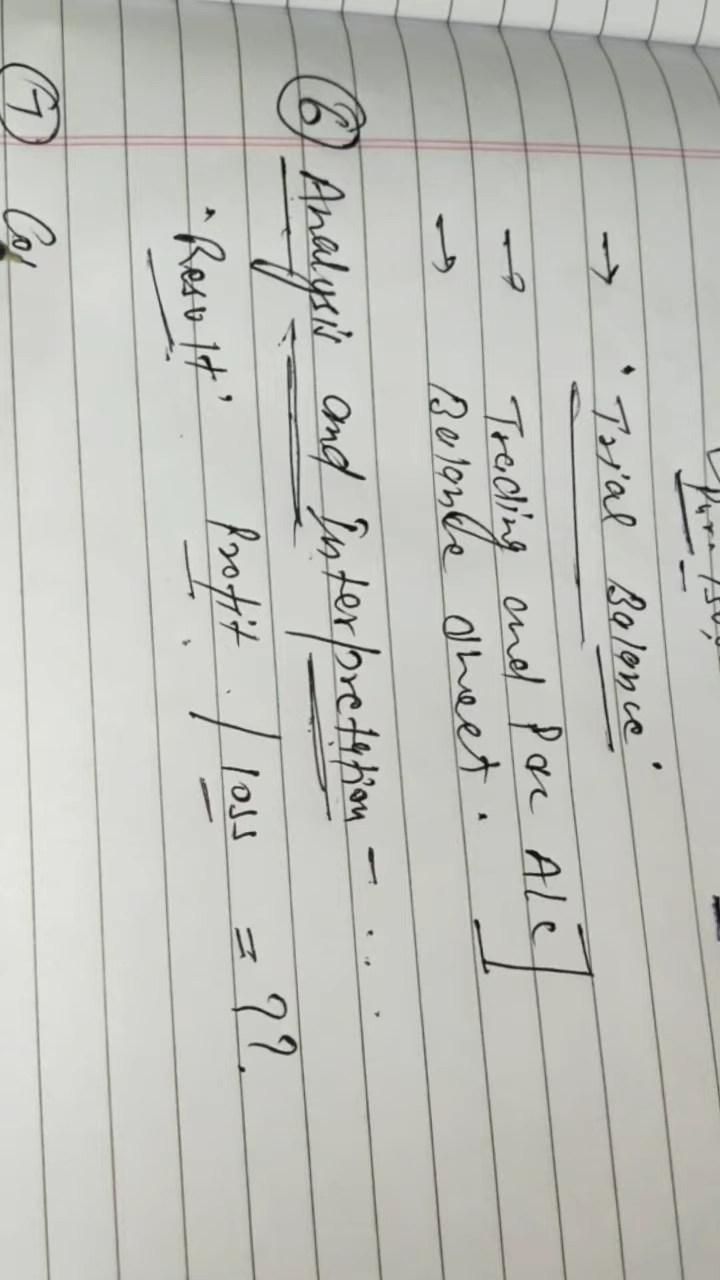 → "Trial Balance"
→ Trading and P&L A/c
→ Balance sheet.
⑥ Analysis and Interpretation - ...
"Result" Profit / loss = ??
⑦